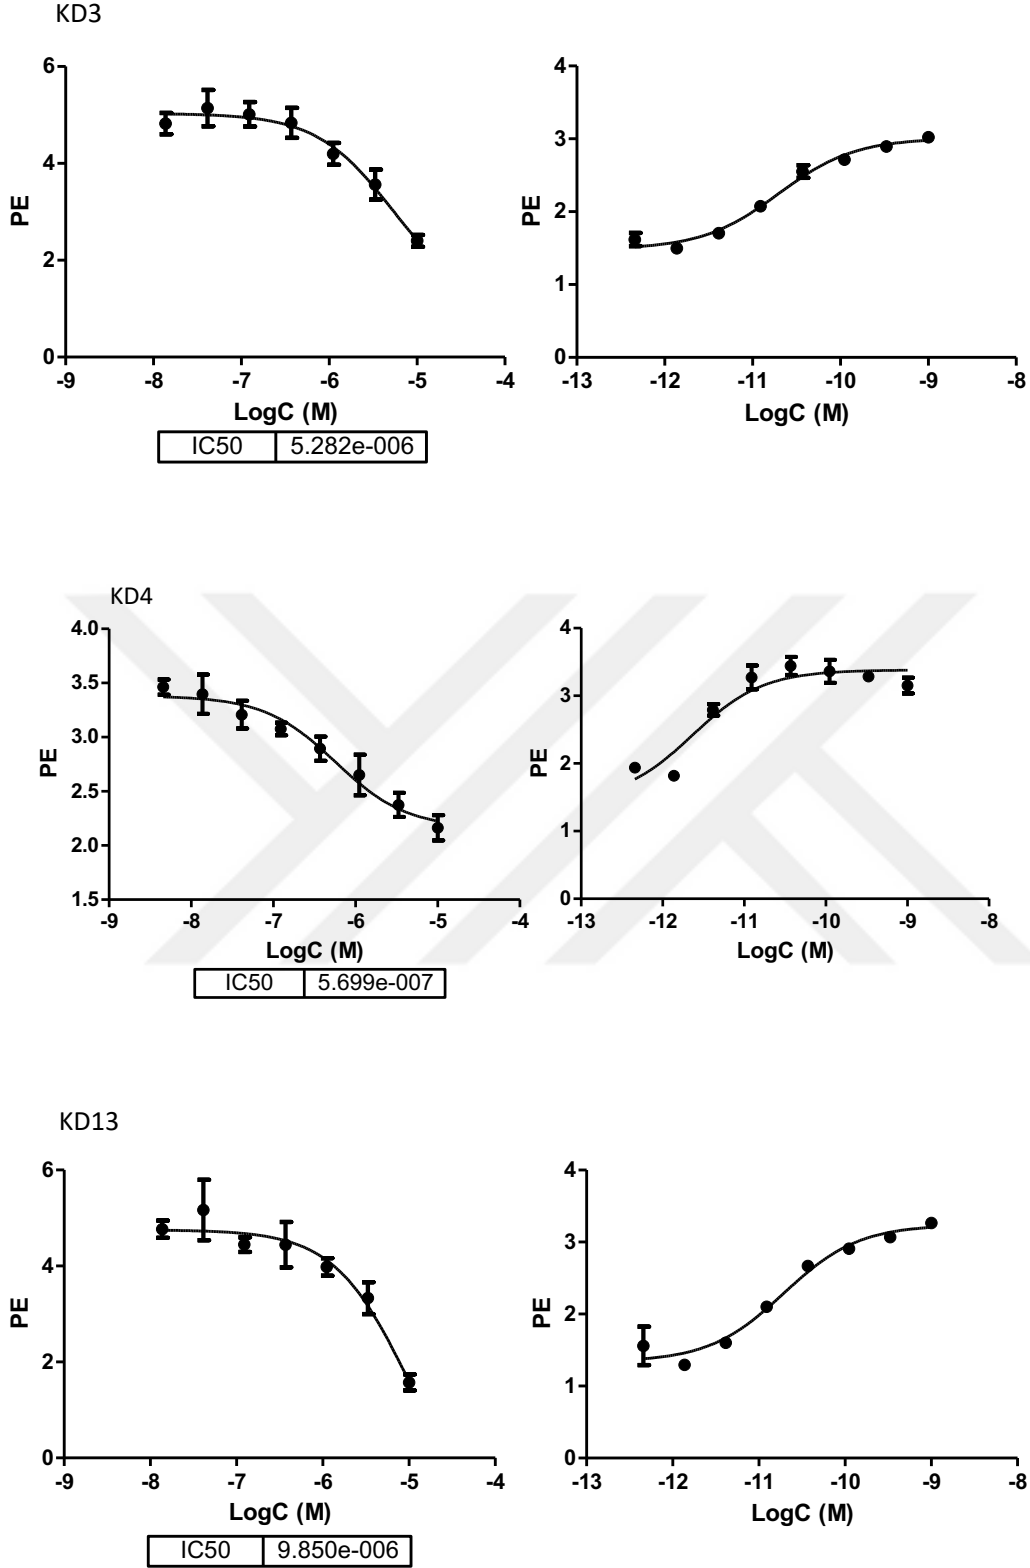 KD3
6
4
2
0
PE
-9 -8 -7 -6 -5 -4
LogC (M)
IC50 5.282e-006
4
3
2
1
0
PE
-13 -12 -11 -10 -9 -8
LogC (M)
KD4
4.0
3.5
3.0
2.5
2.0
1.5
PE
-9 -8 -7 -6 -5 -4
LogC (M)
IC50 5.699e-007
4
3
2
1
0
PE
-13 -12 -11 -10 -9 -8
LogC (M)
KD13
6
4
2
0
PE
-9 -8 -7 -6 -5 -4
LogC (M)
IC50 9.850e-006
4
3
2
1
0
PE
-13 -12 -11 -10 -9 -8
LogC (M)